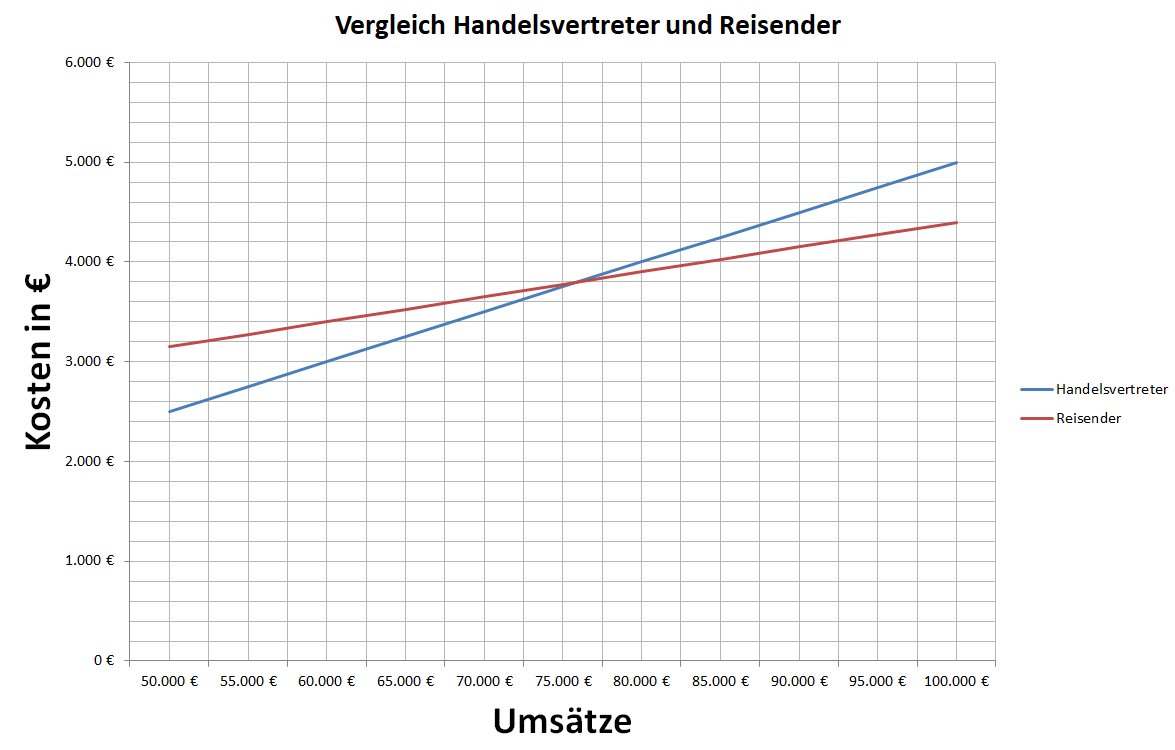 Vergleich Handelsvertreter und Reisender
6.000 €
5.000 €
4.000 €
3.000 €
2.000 €
1.000 €
0 €
Kosten in €
50.000 € 55.000 € 60.000 € 65.000 € 70.000 € 75.000 € 80.000 € 85.000 € 90.000 € 95.000 € 100.000 €
Umsätze
Handelsvertreter
Reisender